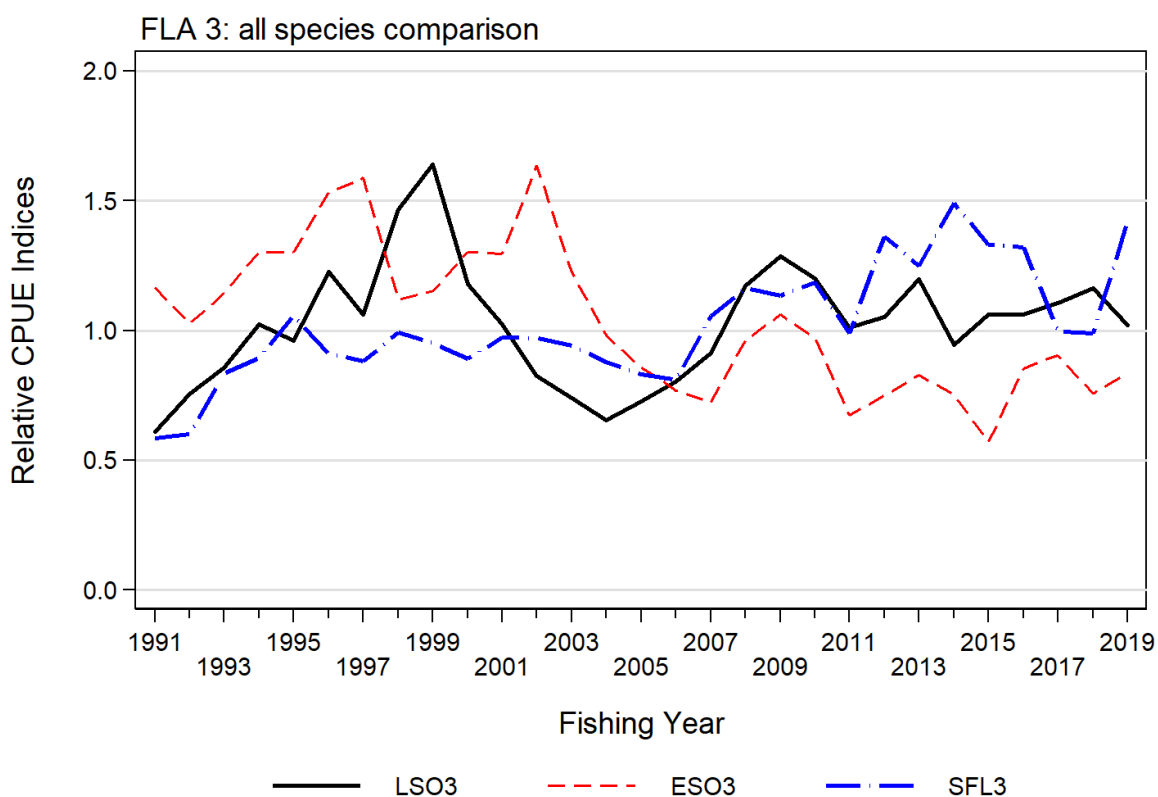 FLA 3: all species comparison
Relative CPUE Indices
2.0
1.5
1.0
0.5
0.0
1991 1995 1999 2003 2007 2011 2015 2019
1993 1997 2001 2005 2009 2013 2017
Fishing Year
LSO3 ESO3 SFL3